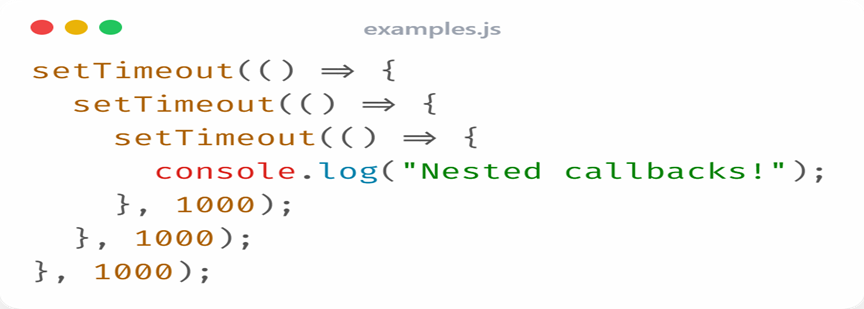 examples.js
setTimeout(() => {
  setTimeout(() => {
    setTimeout(() => {
      console.log("Nested callbacks!");
    }, 1000);
  }, 1000);
}, 1000);